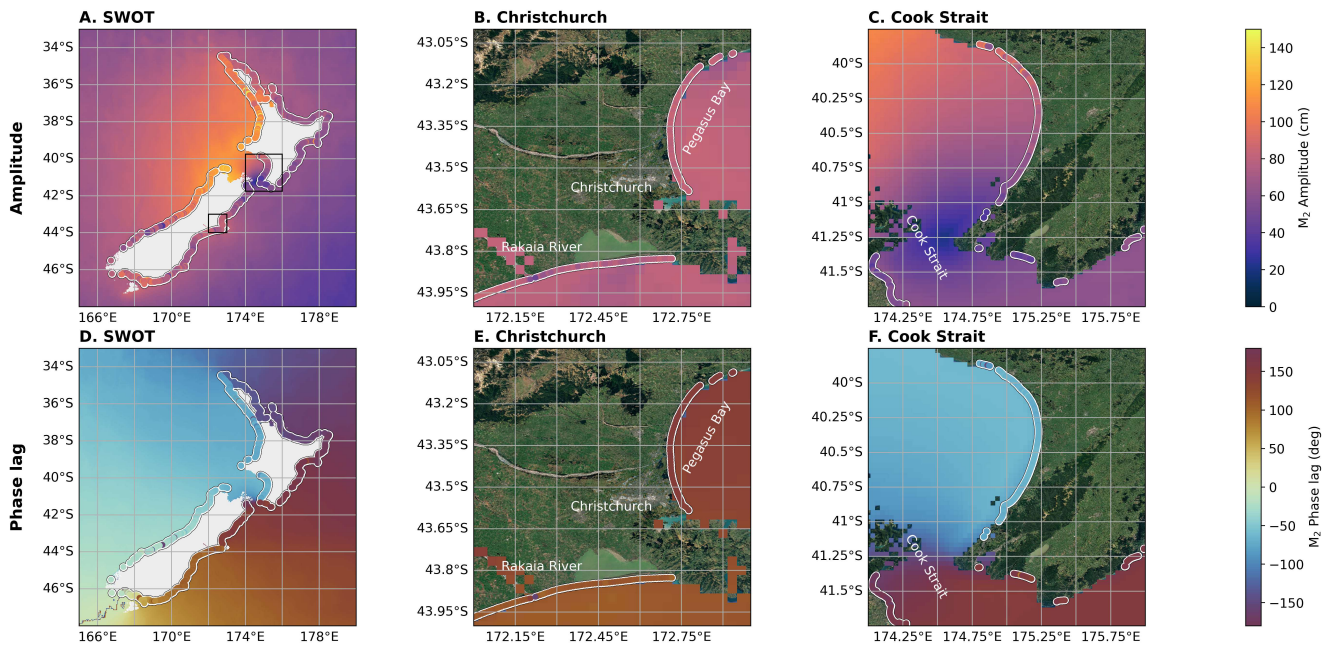 A. SWOT
B. Christchurch
C. Cook Strait
Amplitude
34°S
36°S
38°S
40°S
42°S
44°S
46°S
166°E 170°E 174°E 178°E
43.05°S
43.2°S
43.35°S
43.5°S
43.65°S
43.8°S
43.95°S
Pegasus Bay
Christchurch
Rakaia River
172.15°E 172.45°E 172.75°E
40°S
40.25°S
40.5°S
40.75°S
41°S
41.25°S
41.5°S
Cook Strait
174.25°E 174.75°E 175.25°E 175.75°E
140
120
100
80
60
40
20
0
M₂ Amplitude (cm)
D. SWOT
E. Christchurch
F. Cook Strait
Phase lag
34°S
36°S
38°S
40°S
42°S
44°S
46°S
166°E 170°E 174°E 178°E
43.05°S
43.2°S
43.35°S
43.5°S
43.65°S
43.8°S
43.95°S
Pegasus Bay
Christchurch
Rakaia River
172.15°E 172.45°E 172.75°E
40°S
40.25°S
40.5°S
40.75°S
41°S
41.25°S
41.5°S
Cook Strait
174.25°E 174.75°E 175.25°E 175.75°E
150
100
50
0
−50
−100
−150
M₂ Phase lag (deg)